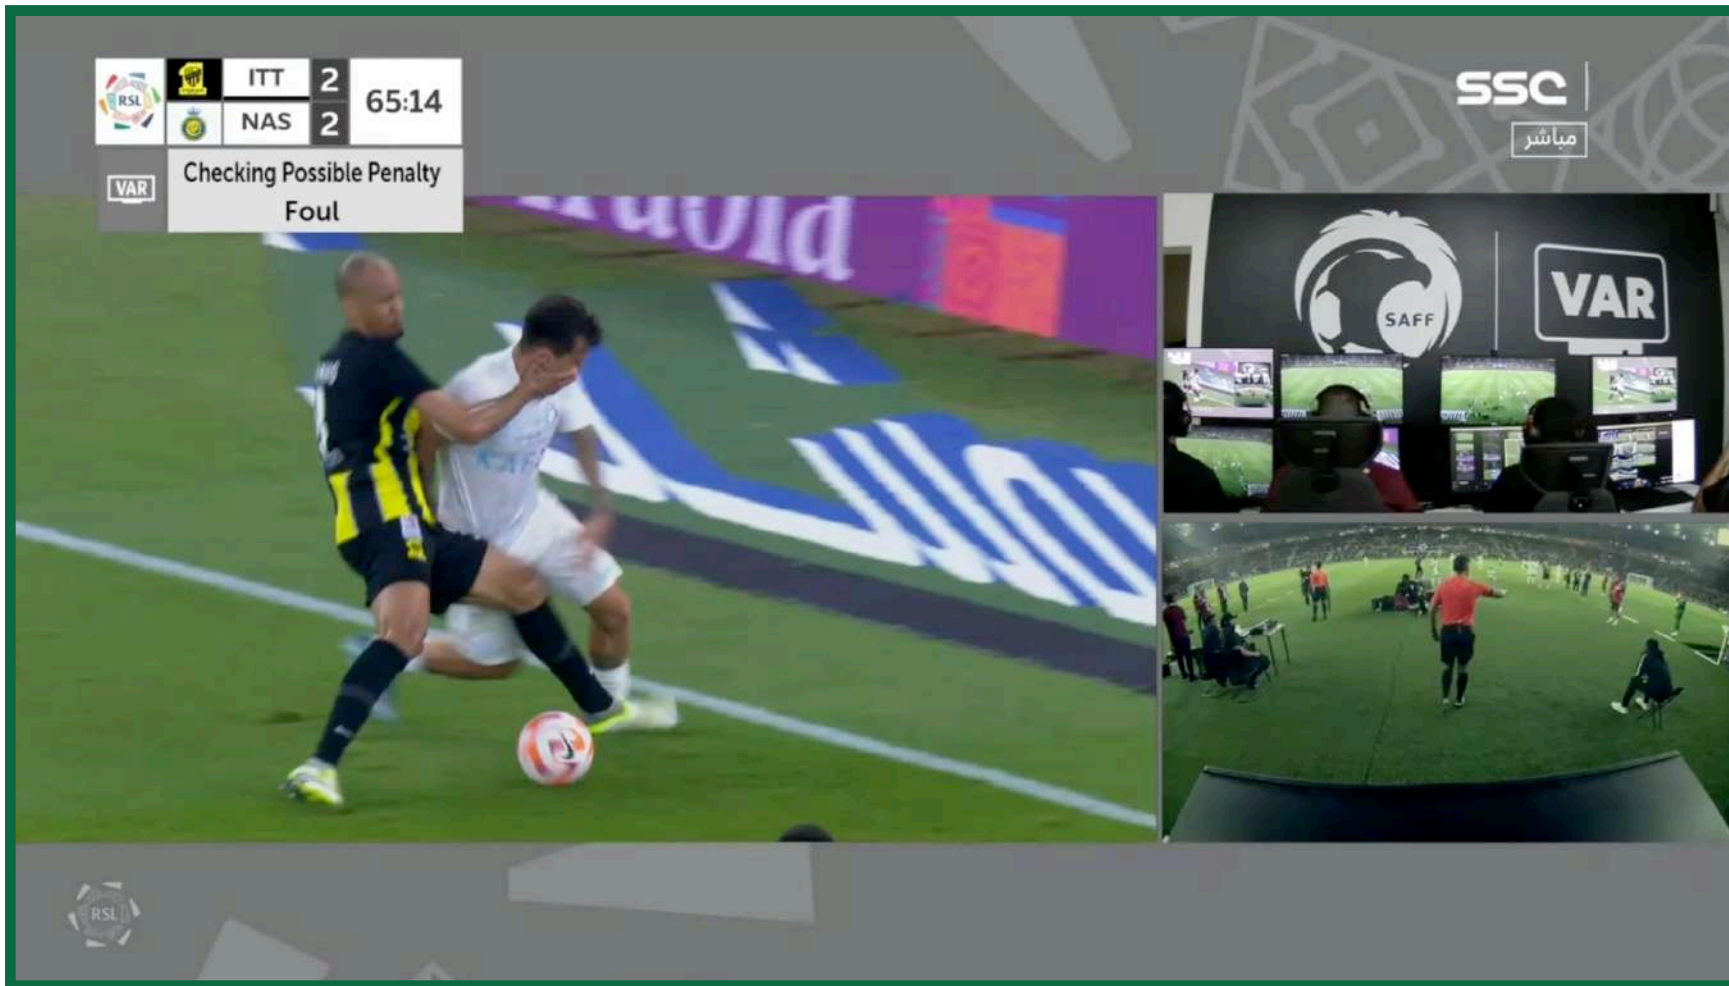 RSL
ITT 2
65:14
NAS 2
VAR
Checking Possible Penalty
Foul
SSC
مباشر
SAFF
VAR
RSL